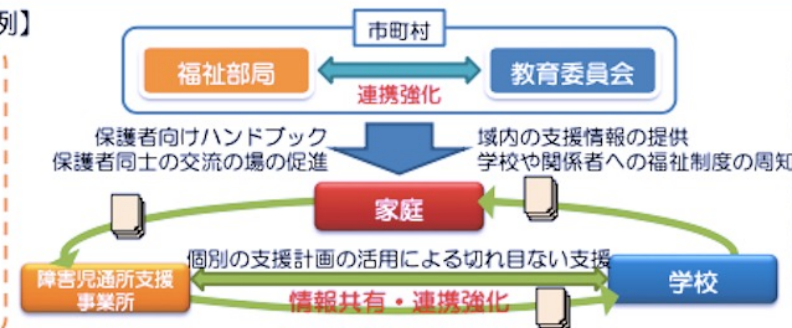 例】
市町村
福祉部局
教育委員会
連携強化
保護者向けハンドブック
保護者同士の交流の場の促進
域内の支援情報の提供
学校や関係者への福祉制度の周知
家庭
個別の支援計画の活用による切れ目ない支援
障害児通所支援
事業所
学校
情報共有・連携強化